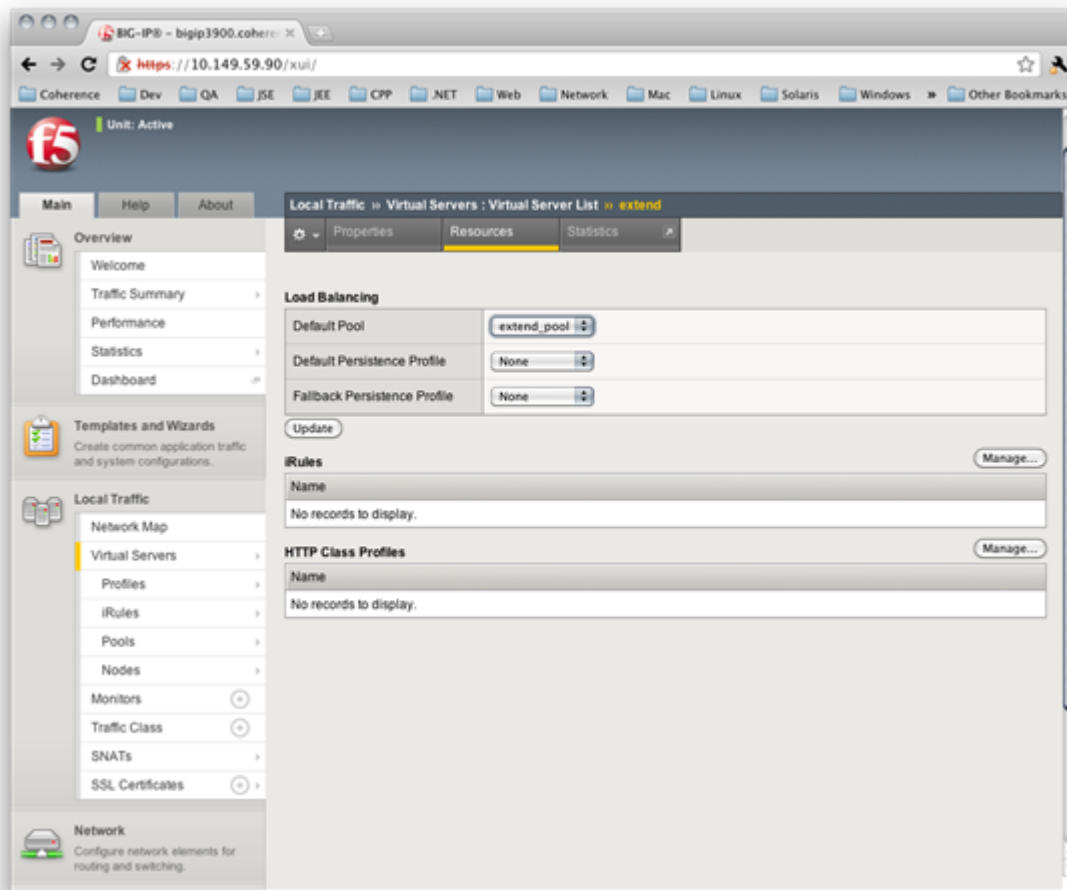 BIG-IP® – bigip3900.cohere
https://10.149.59.90/xui/
Coherence Dev QA JSE JEE CPP .NET Web Network Mac Linux Solaris Windows » Other Bookmarks
f5
Unit: Active
Main Help About
Local Traffic »» Virtual Servers : Virtual Server List »» extend
Properties Resources Statistics
Overview
Welcome
Traffic Summary
Performance
Statistics
Dashboard
Templates and Wizards
Create common application traffic
and system configurations.
Local Traffic
Network Map
Virtual Servers
Profiles
iRules
Pools
Nodes
Monitors
Traffic Class
SNATs
SSL Certificates
Network
Configure network elements for
routing and switching.
Load Balancing
Default Pool extend_pool
Default Persistence Profile None
Fallback Persistence Profile None
Update
iRules Manage...
Name
No records to display.
HTTP Class Profiles Manage...
Name
No records to display.